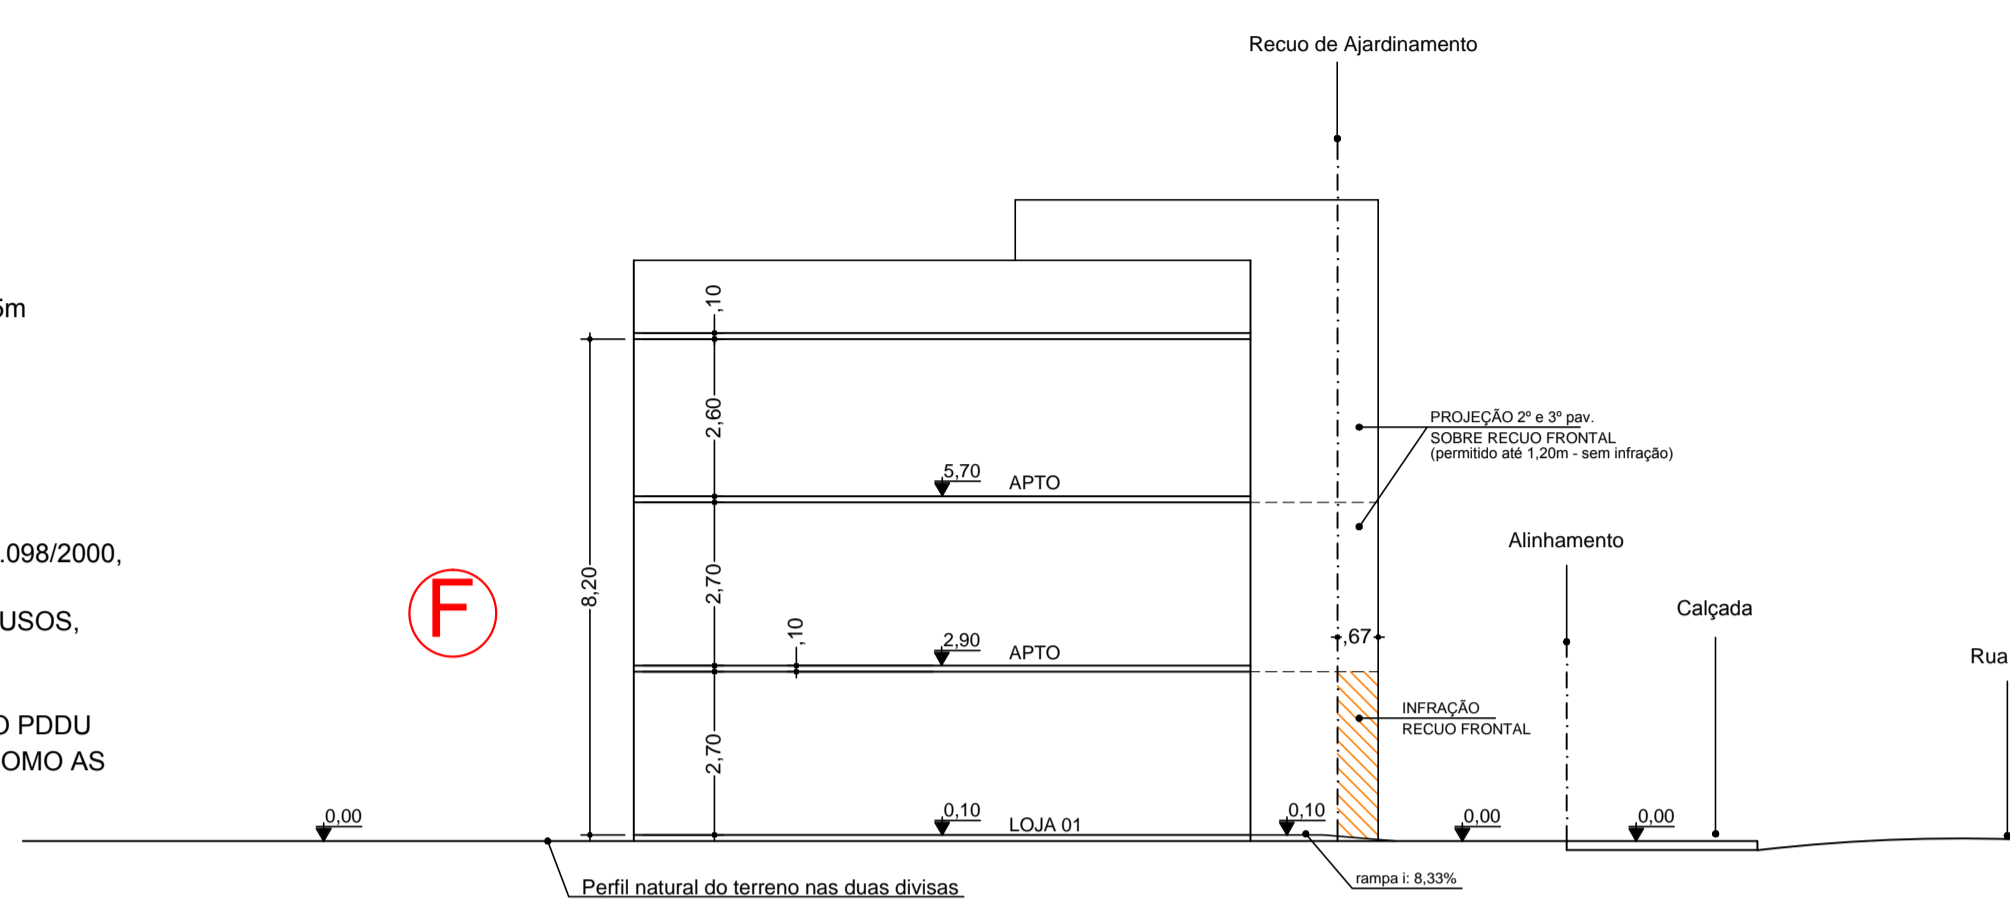 Recuo de Ajardinamento
5m
,10
2,60
PROJEÇÃO 2º e 3º pav.
SOBRE RECUO FRONTAL
(permitido até 1,20m - sem infração)
5,70
APTO
Alinhamento
.098/2000,
F
8,20
2,70
Calçada
USOS,
,10
2,90
APTO
,67
Rua
INFRAÇÃO
RECUO FRONTAL
O PDDU
OMO AS
2,70
0,00
0,10
LOJA 01
0,10
0,00
0,00
Perfil natural do terreno nas duas divisas
rampa i: 8,33%